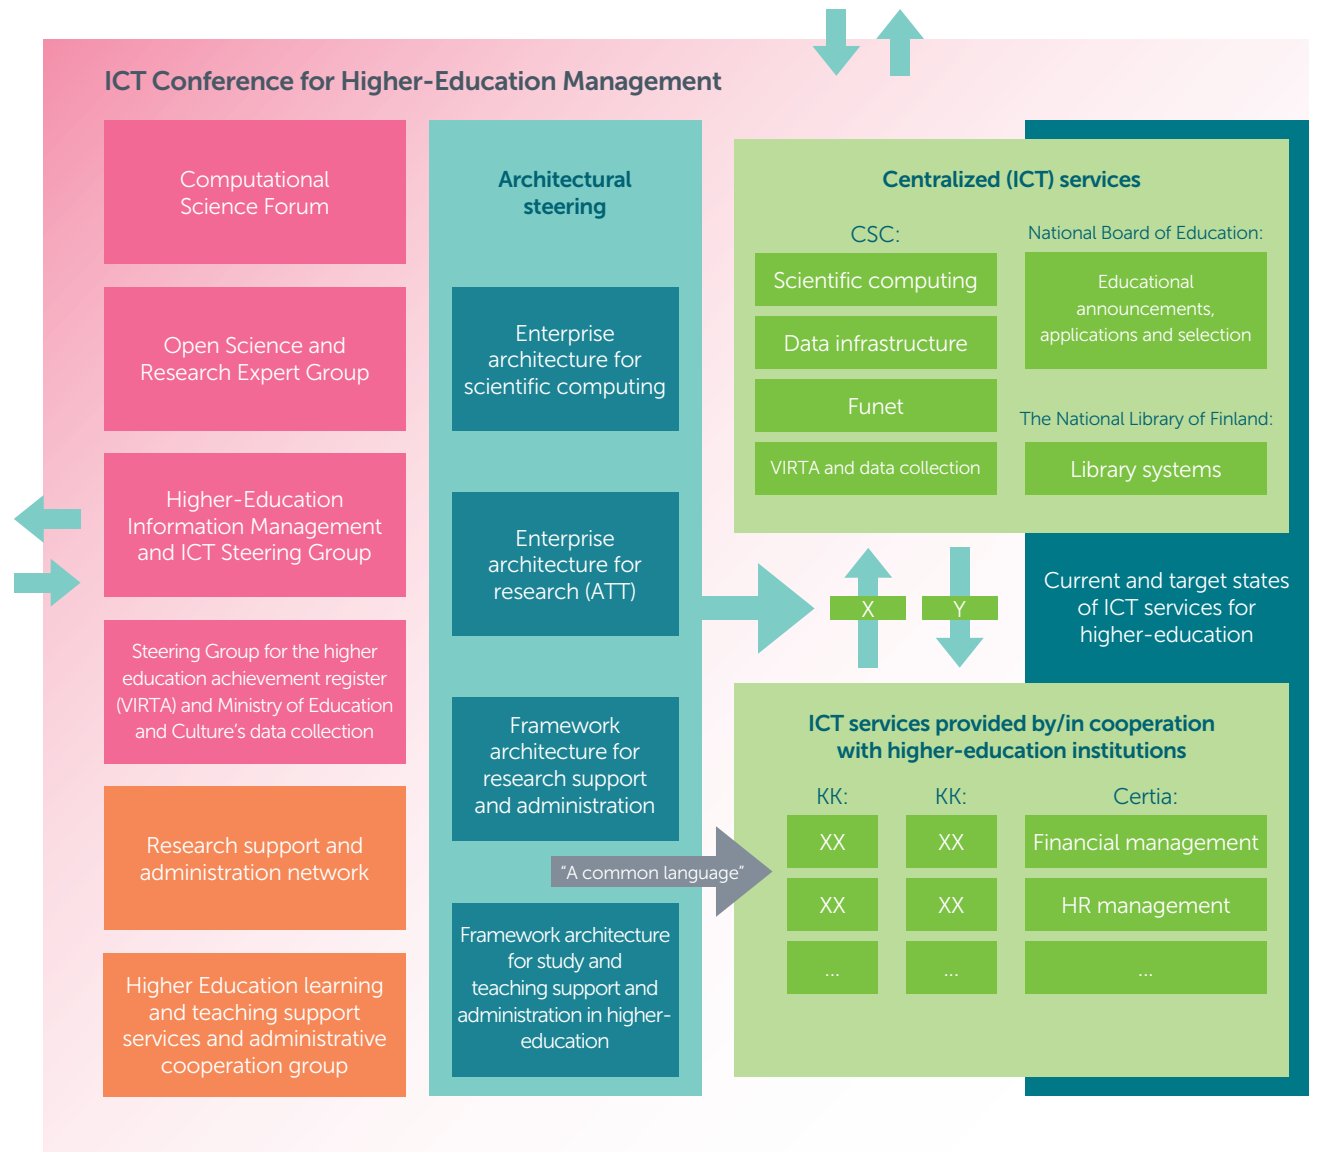 ICT Conference for Higher-Education Management
Computational
Science Forum
Open Science and
Research Expert Group
Higher-Education
Information Management
and ICT Steering Group
Steering Group for the higher
education achievement register
(VIRTA) and Ministry of Education
and Culture's data collection
Research support and
administration network
Higher Education learning
and teaching support
services and administrative
cooperation group
Architectural
steering
Enterprise
architecture for
scientific computing
Enterprise
architecture for
research (ATT)
Framework
architecture for
research support
and administration
"A common language"
Framework architecture
for study and
teaching support and
administration in higher-
education
Centralized (ICT) services
CSC:
Scientific computing
Data infrastructure
Funet
VIRTA and data collection
National Board of Education:
Educational
announcements,
applications and selection
The National Library of Finland:
Library systems
X
Y
Current and target states
of ICT services for
higher-education
ICT services provided by/in cooperation
with higher-education institutions
KK:
XX
XX
...
KK:
XX
XX
...
Certia:
Financial management
HR management
...